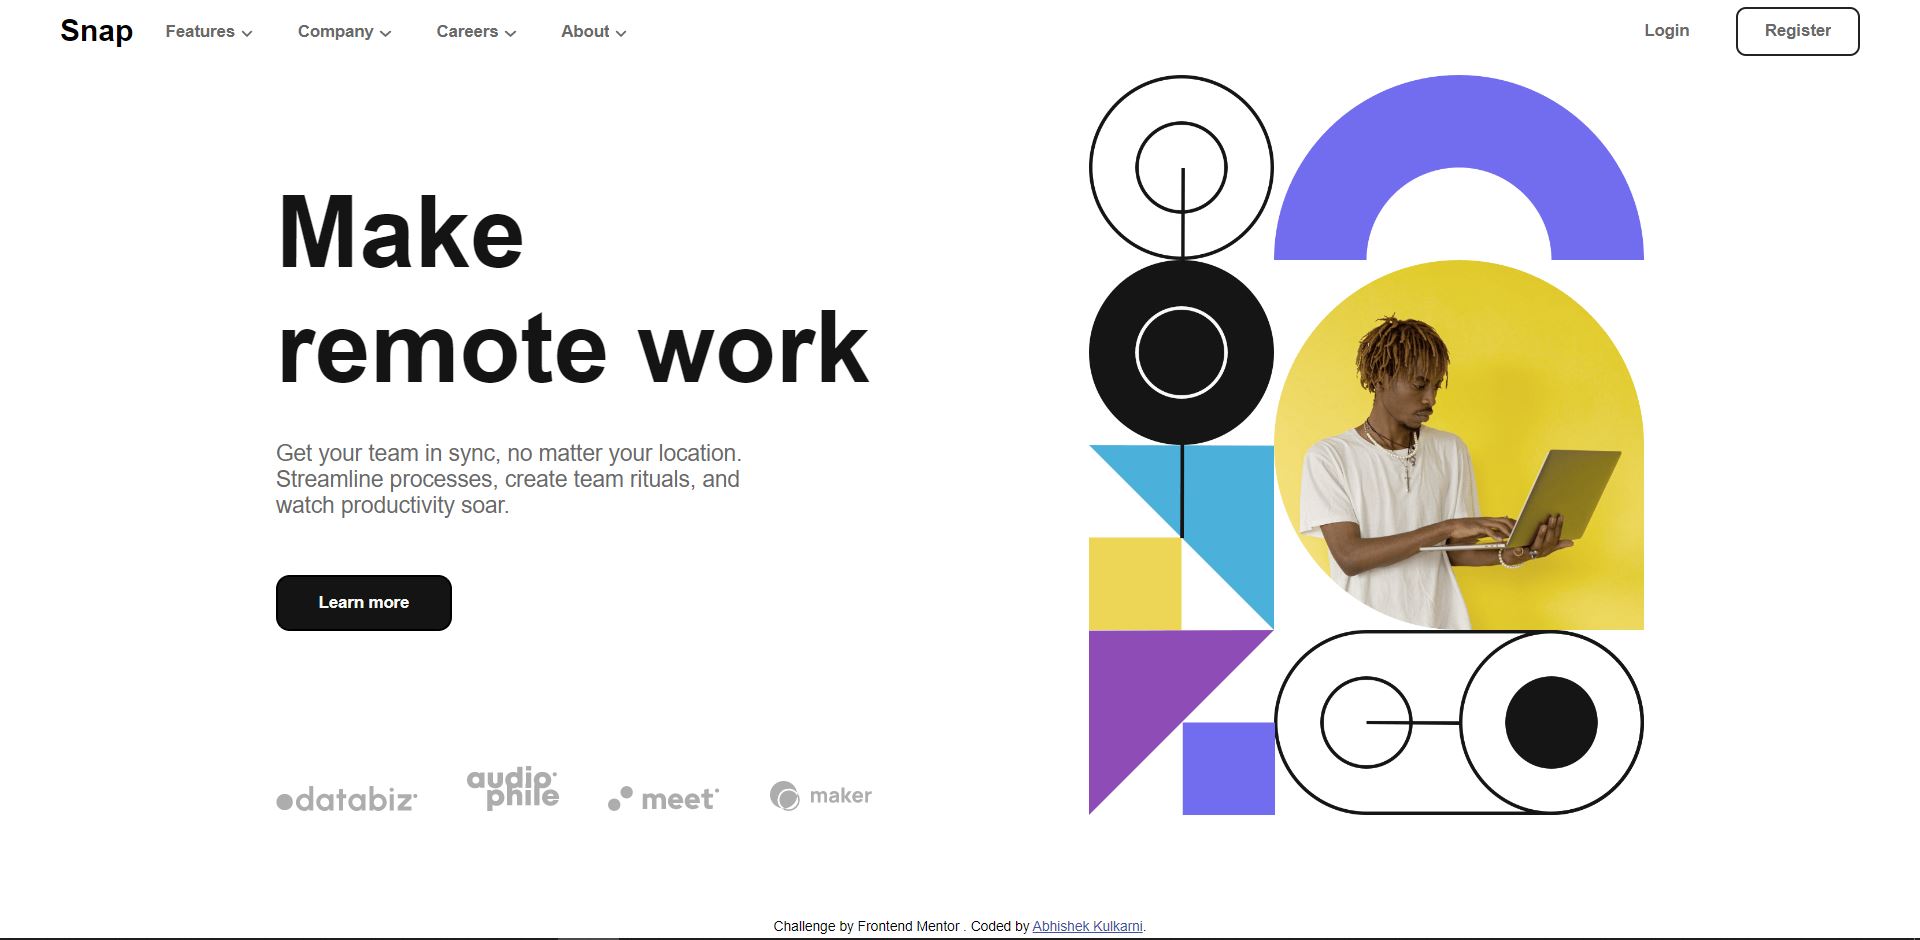 Snap Features Company Careers About Login Register
Make
remote work
Get your team in sync, no matter your location.
Streamline processes, create team rituals, and
watch productivity soar.
Learn more
databiz audiophile meet maker
Challenge by Frontend Mentor . Coded by Abhishek Kulkarni.